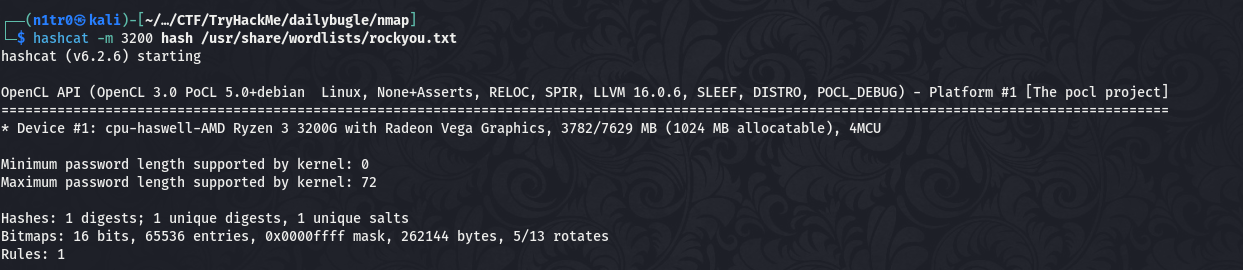 ┌──(n1tr0㉿kali)-[~/…/CTF/TryHackMe/dailybugle/nmap]
└─$ hashcat -m 3200 hash /usr/share/wordlists/rockyou.txt
hashcat (v6.2.6) starting
OpenCL API (OpenCL 3.0 PoCL 5.0+debian  Linux, None+Asserts, RELOC, SPIR, LLVM 16.0.6, SLEEF, DISTRO, POCL_DEBUG) - Platform #1 [The pocl project]
==================================================================================================================================================
* Device #1: cpu-haswell-AMD Ryzen 3 3200G with Radeon Vega Graphics, 3782/7629 MB (1024 MB allocatable), 4MCU
Minimum password length supported by kernel: 0
Maximum password length supported by kernel: 72
Hashes: 1 digests; 1 unique digests, 1 unique salts
Bitmaps: 16 bits, 65536 entries, 0x0000ffff mask, 262144 bytes, 5/13 rotates
Rules: 1